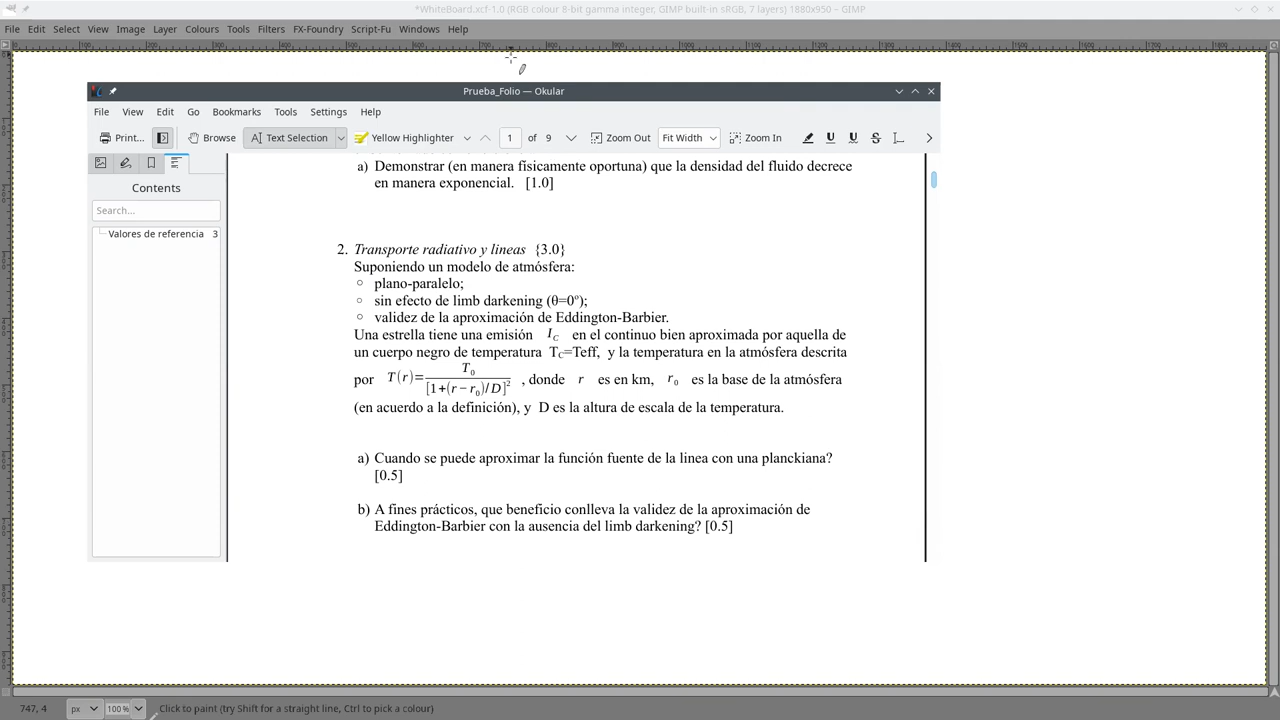 *WhiteBoard.xcf-1.0 (RGB colour 8-bit gamma integer, GIMP built-in sRGB, 7 layers) 1880x950 – GIMP
File Edit Select View Image Layer Colours Tools Filters FX-Foundry Script-Fu Windows Help
Prueba_Folio — Okular
File View Edit Go Bookmarks Tools Settings Help
Print... Browse Text Selection Yellow Highlighter 1 of 9 Zoom Out Fit Width Zoom In
Contents
Search...
Valores de referencia 3
a) Demonstrar (en manera físicamente oportuna) que la densidad del fluido decrece
en manera exponencial. [1.0]
2. Transporte radiativo y lineas {3.0}
Suponiendo un modelo de atmósfera:
◦ plano-paralelo;
◦ sin efecto de limb darkening (θ=0º);
◦ validez de la aproximación de Eddington-Barbier.
Una estrella tiene una emisión I_C en el continuo bien aproximada por aquella de
un cuerpo negro de temperatura T_C=Teff, y la temperatura en la atmósfera descrita
por T(r)=T_0/[1+(r−r_0)/D]^2 , donde r es en km, r_0 es la base de la atmósfera
(en acuerdo a la definición), y D es la altura de escala de la temperatura.
a) Cuando se puede aproximar la función fuente de la linea con una planckiana?
[0.5]
b) A fines prácticos, que beneficio conlleva la validez de la aproximación de
Eddington-Barbier con la ausencia del limb darkening? [0.5]
747, 4 px 100% Click to paint (try Shift for a straight line, Ctrl to pick a colour)